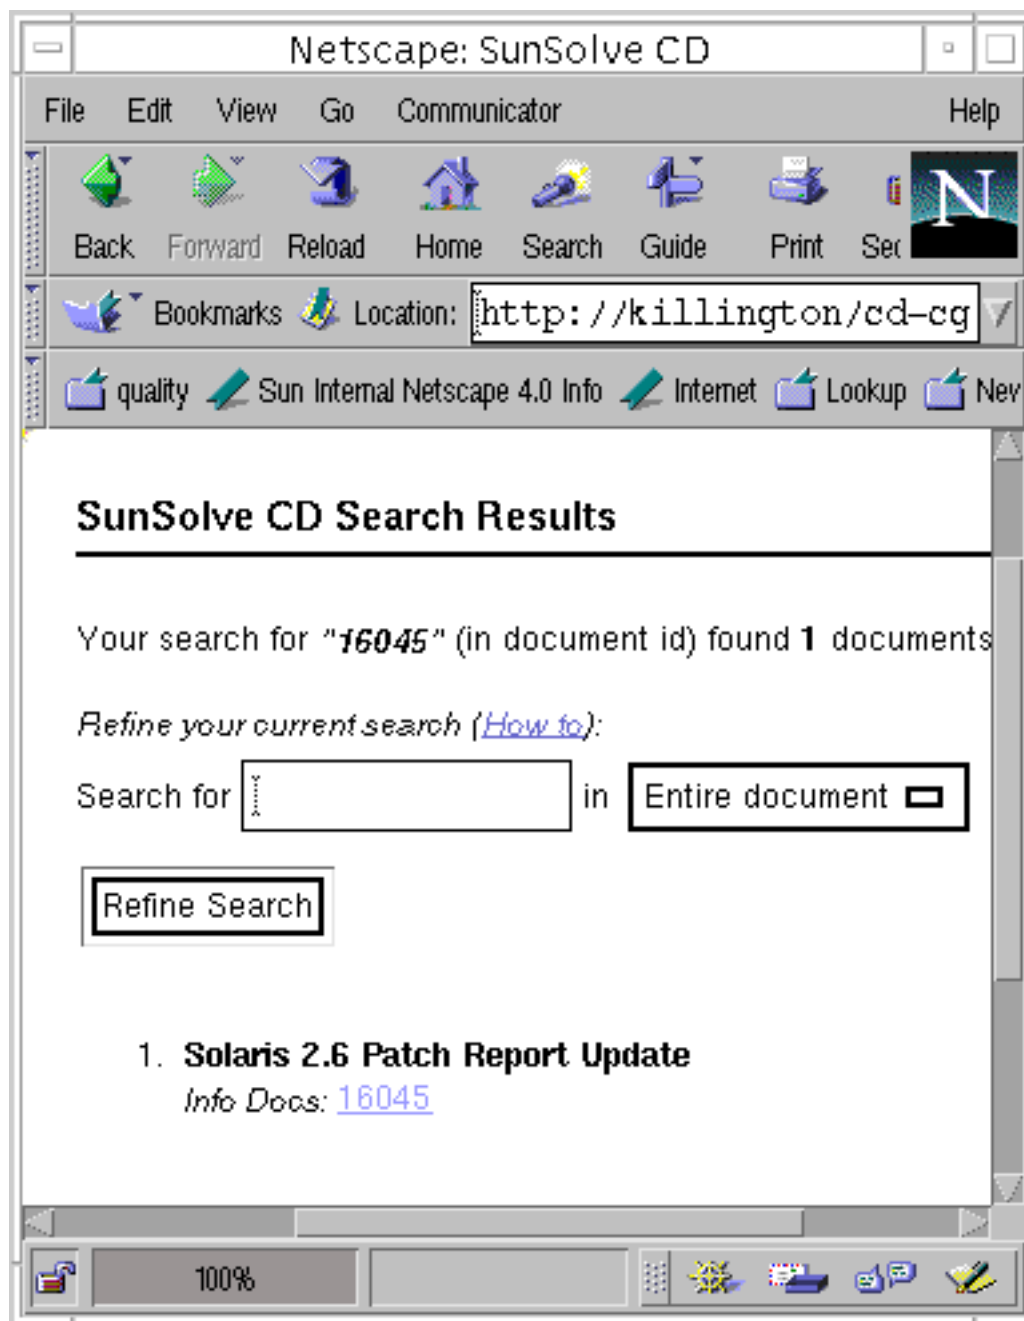 Netscape: SunSolve CD
File Edit View Go Communicator Help
N
Back Forward Reload Home Search Guide Print Sec
Bookmarks Location: http://killington/cd-cg
quality Sun Internal Netscape 4.0 Info Internet Lookup Nev
SunSolve CD Search Results
Your search for "16045" (in document id) found 1 documents
Refine your current search (How to):
Search for in Entire document
Refine Search
1. Solaris 2.6 Patch Report Update
Info Docs: 16045
100%